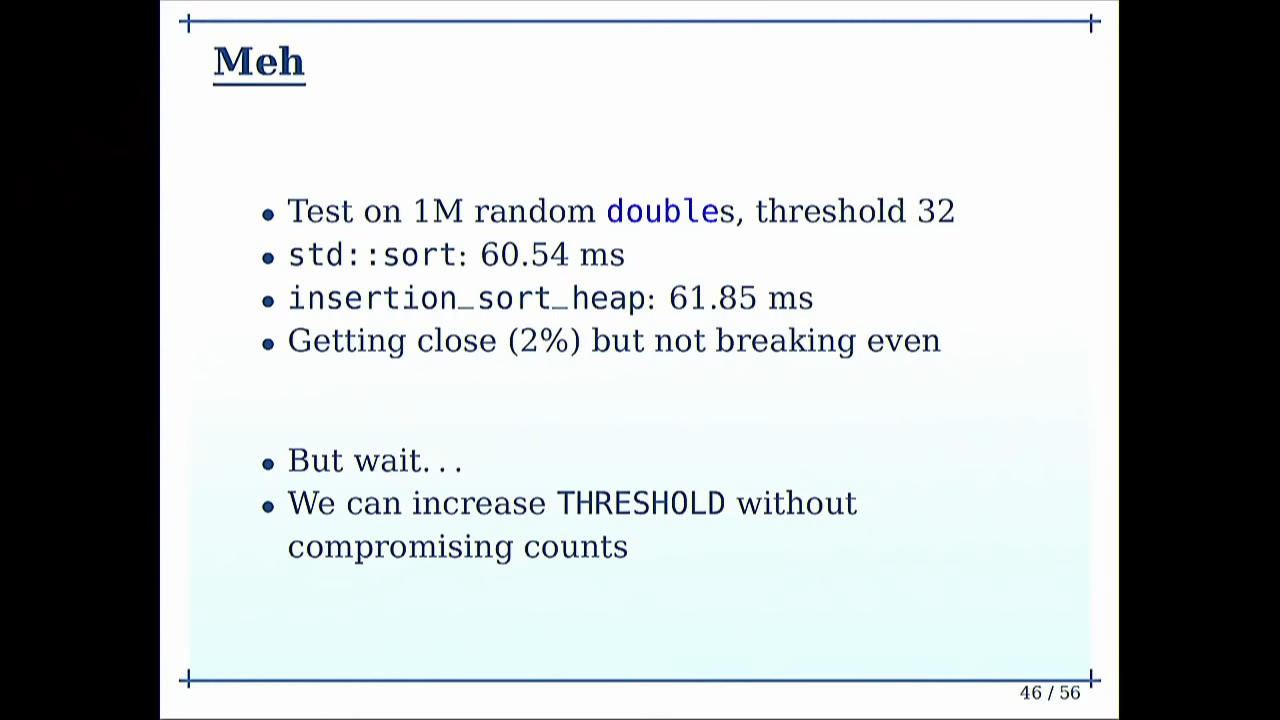 Meh
• Test on 1M random doubles, threshold 32
• std::sort: 60.54 ms
• insertion_sort_heap: 61.85 ms
• Getting close (2%) but not breaking even
• But wait...
• We can increase THRESHOLD without
compromising counts
46 / 56